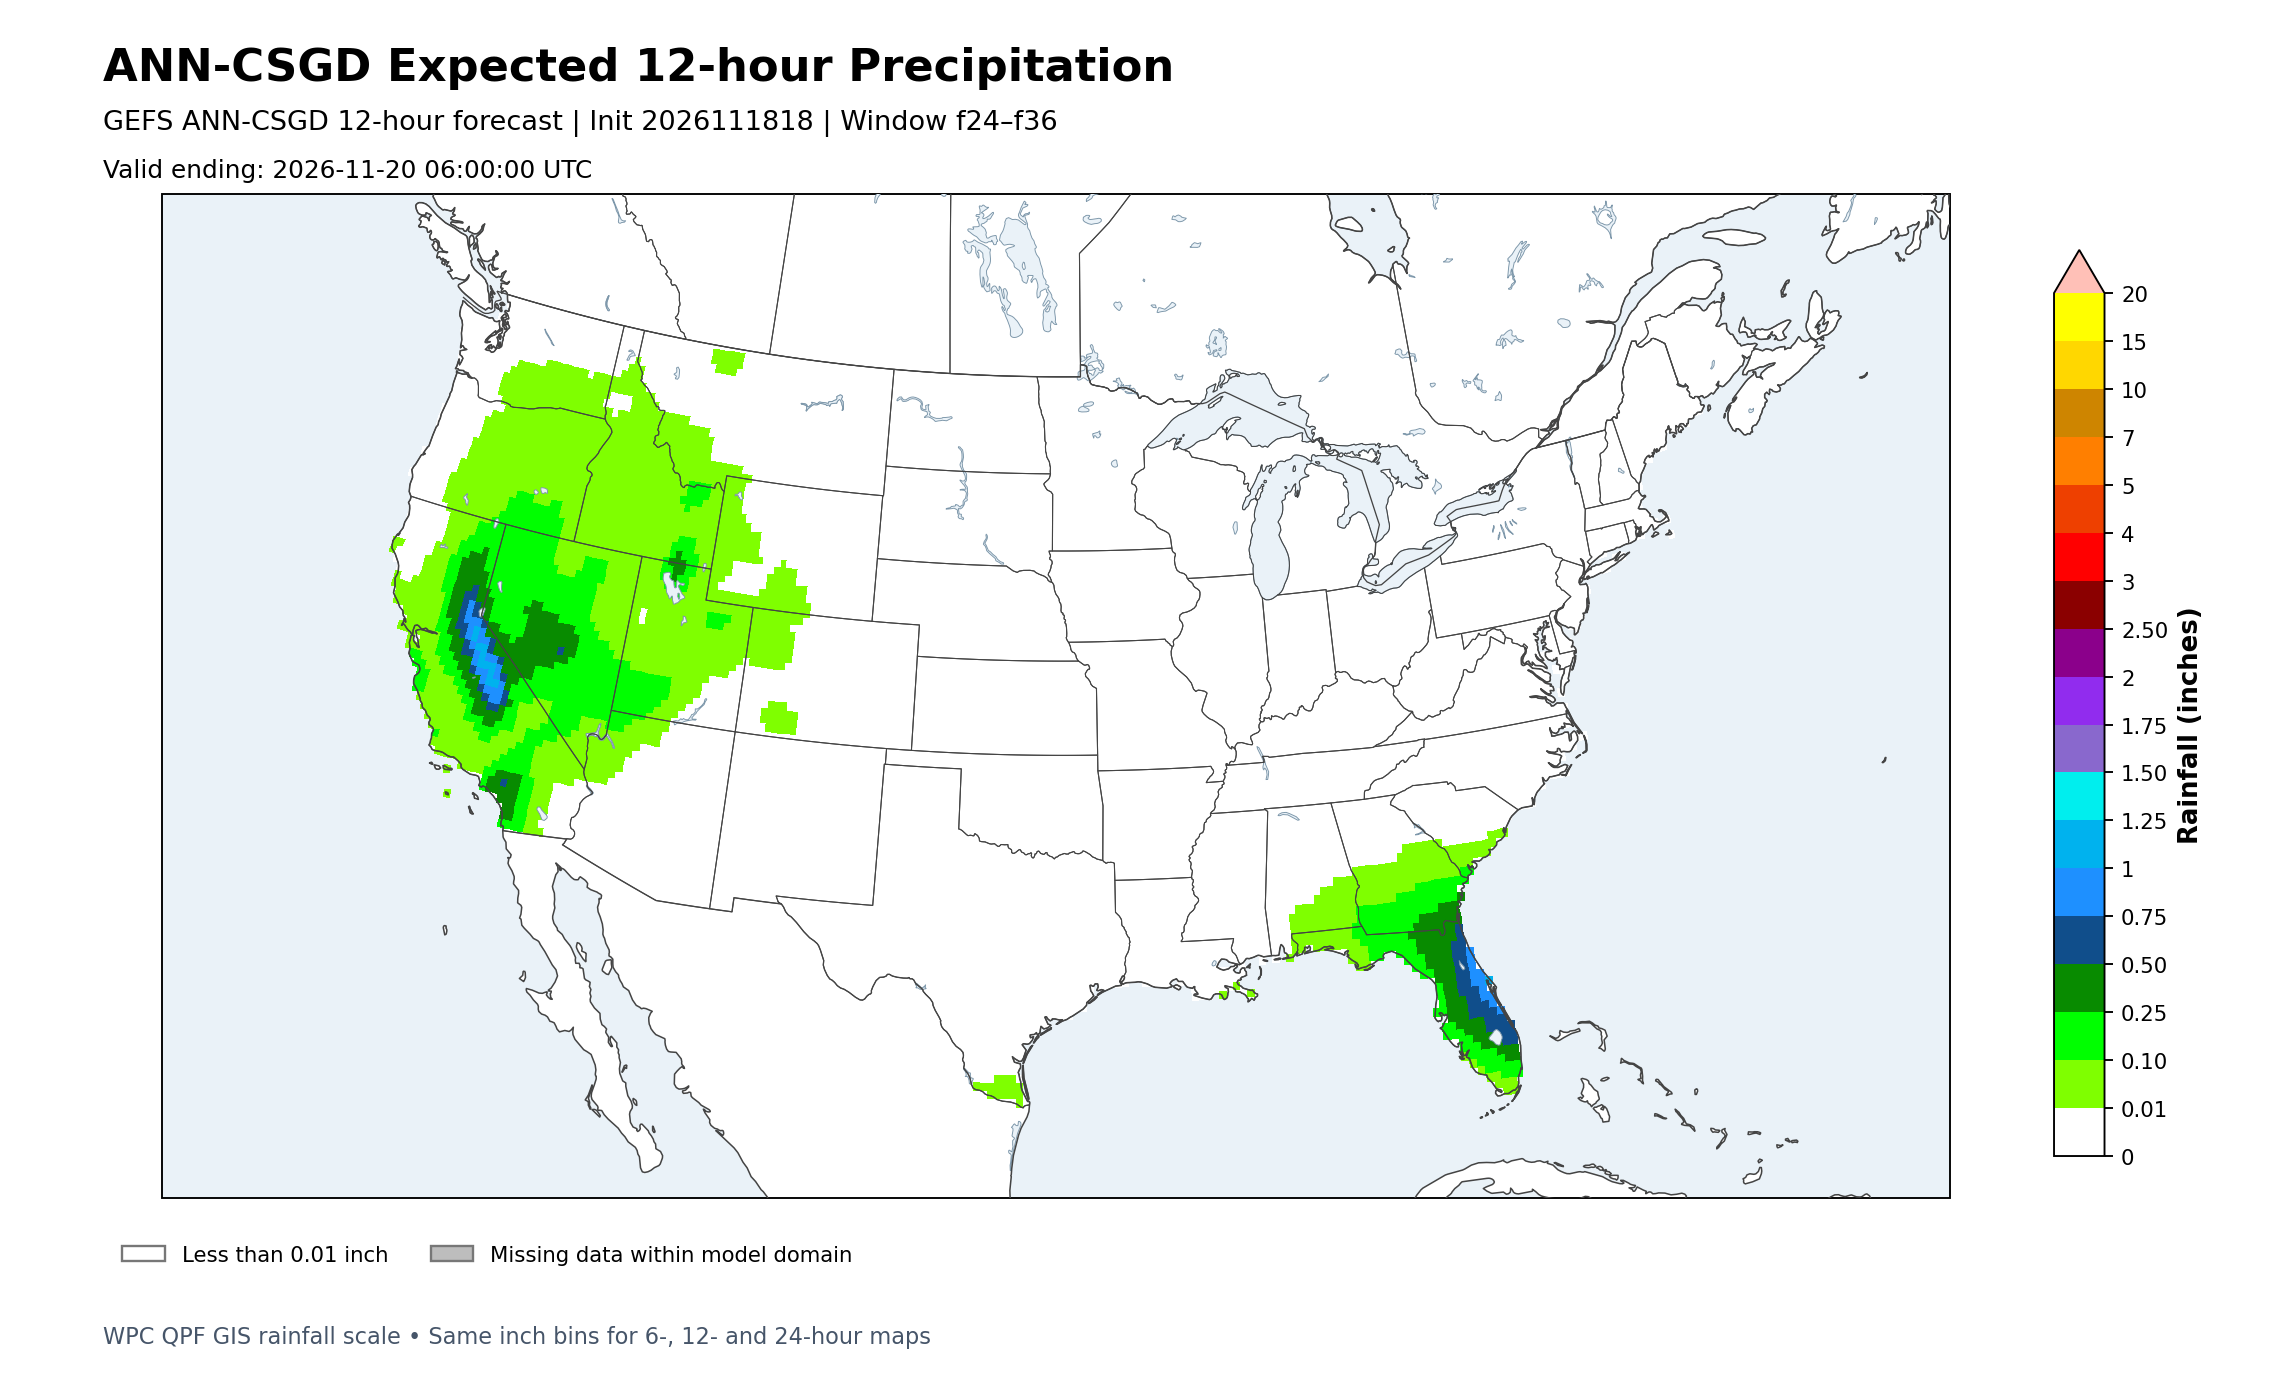 ANN-CSGD Expected 12-hour Precipitation
GEFS ANN-CSGD 12-hour forecast | Init 2026111818 | Window f24–f36
Valid ending: 2026-11-20 06:00:00 UTC
20
15
10
7
5
4
3
2.50
2
1.75
1.50
1.25
1
0.75
0.50
0.25
0.10
0.01
0
Rainfall (inches)
Less than 0.01 inch
Missing data within model domain
WPC QPF GIS rainfall scale • Same inch bins for 6-, 12- and 24-hour maps